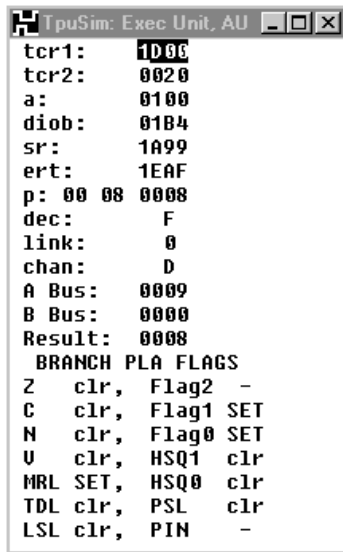 TpuSim: Exec Unit, AU
tcr1: 1D00
tcr2: 0020
a: 0100
diob: 01B4
sr: 1A99
ert: 1EAF
p: 00 08 0008
dec: F
link: 0
chan: D
A Bus: 0009
B Bus: 0000
Result: 0008
BRANCH PLA FLAGS
Z clr, Flag2 -
C clr, Flag1 SET
N clr, Flag0 SET
V clr, HSQ1 clr
MRL SET, HSQ0 clr
TDL clr, PSL clr
LSL clr, PIN -